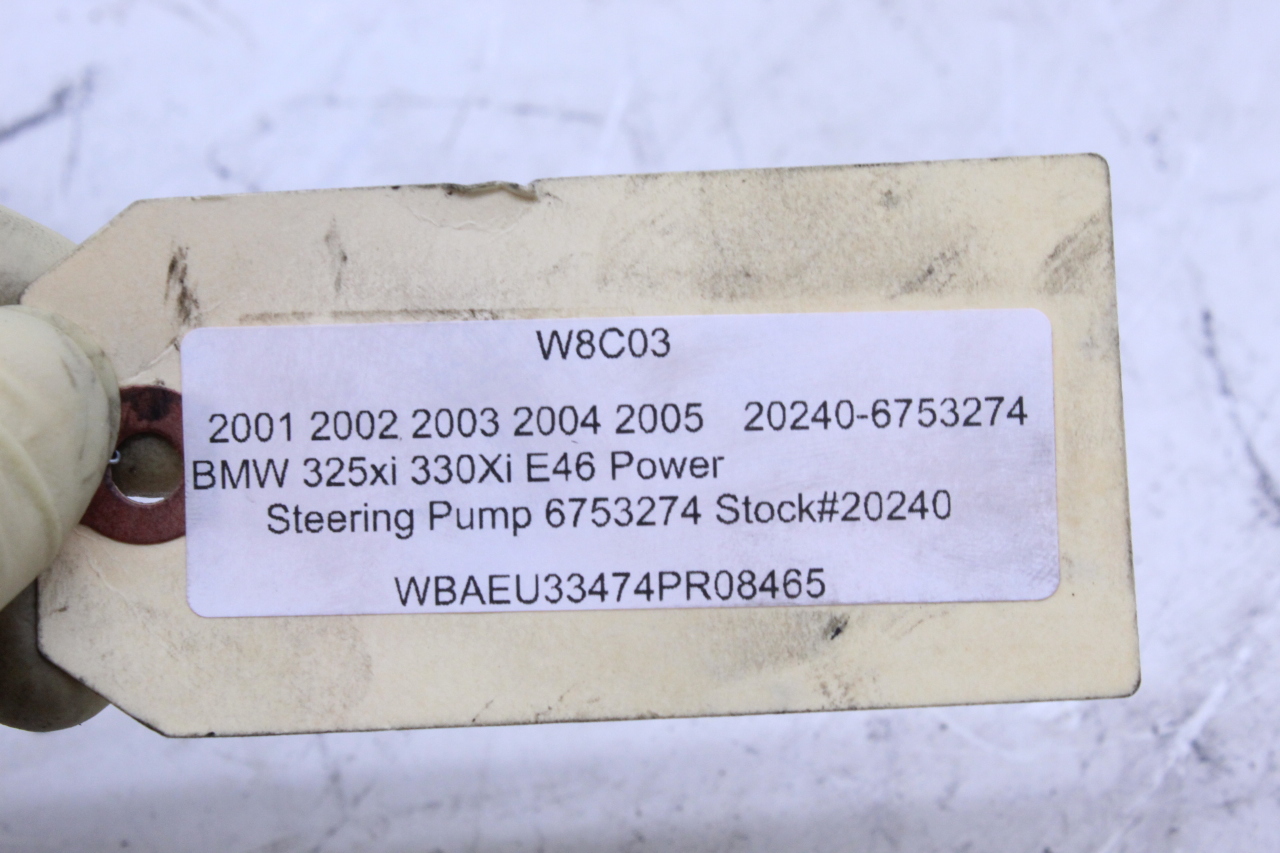 W8C03
2001 2002 2003 2004 2005 20240-6753274
BMW 325xi 330Xi E46 Power
Steering Pump 6753274 Stock#20240
WBAEU33474PR08465